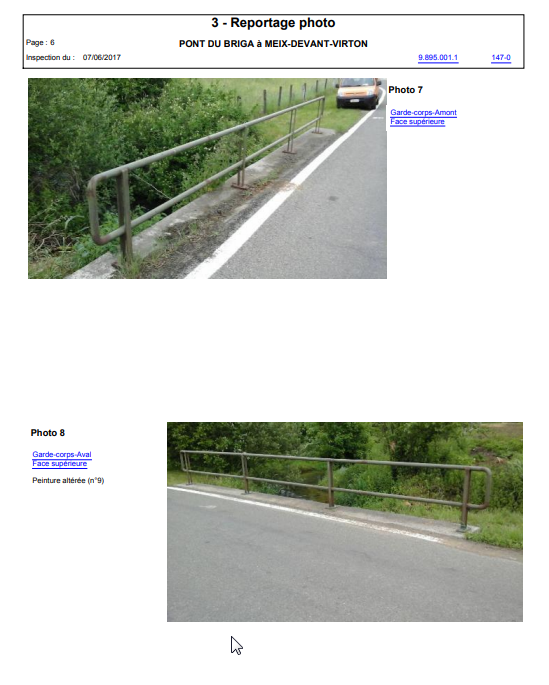 3 - Reportage photo
Page : 6
PONT DU BRIGA à MEIX-DEVANT-VIRTON
Inspection du : 07/06/2017
9.895.001.1 147-0
Photo 7
Garde-corps-Amont
Face supérieure
Photo 8
Garde-corps-Aval
Face supérieure
Peinture altérée (n°9)